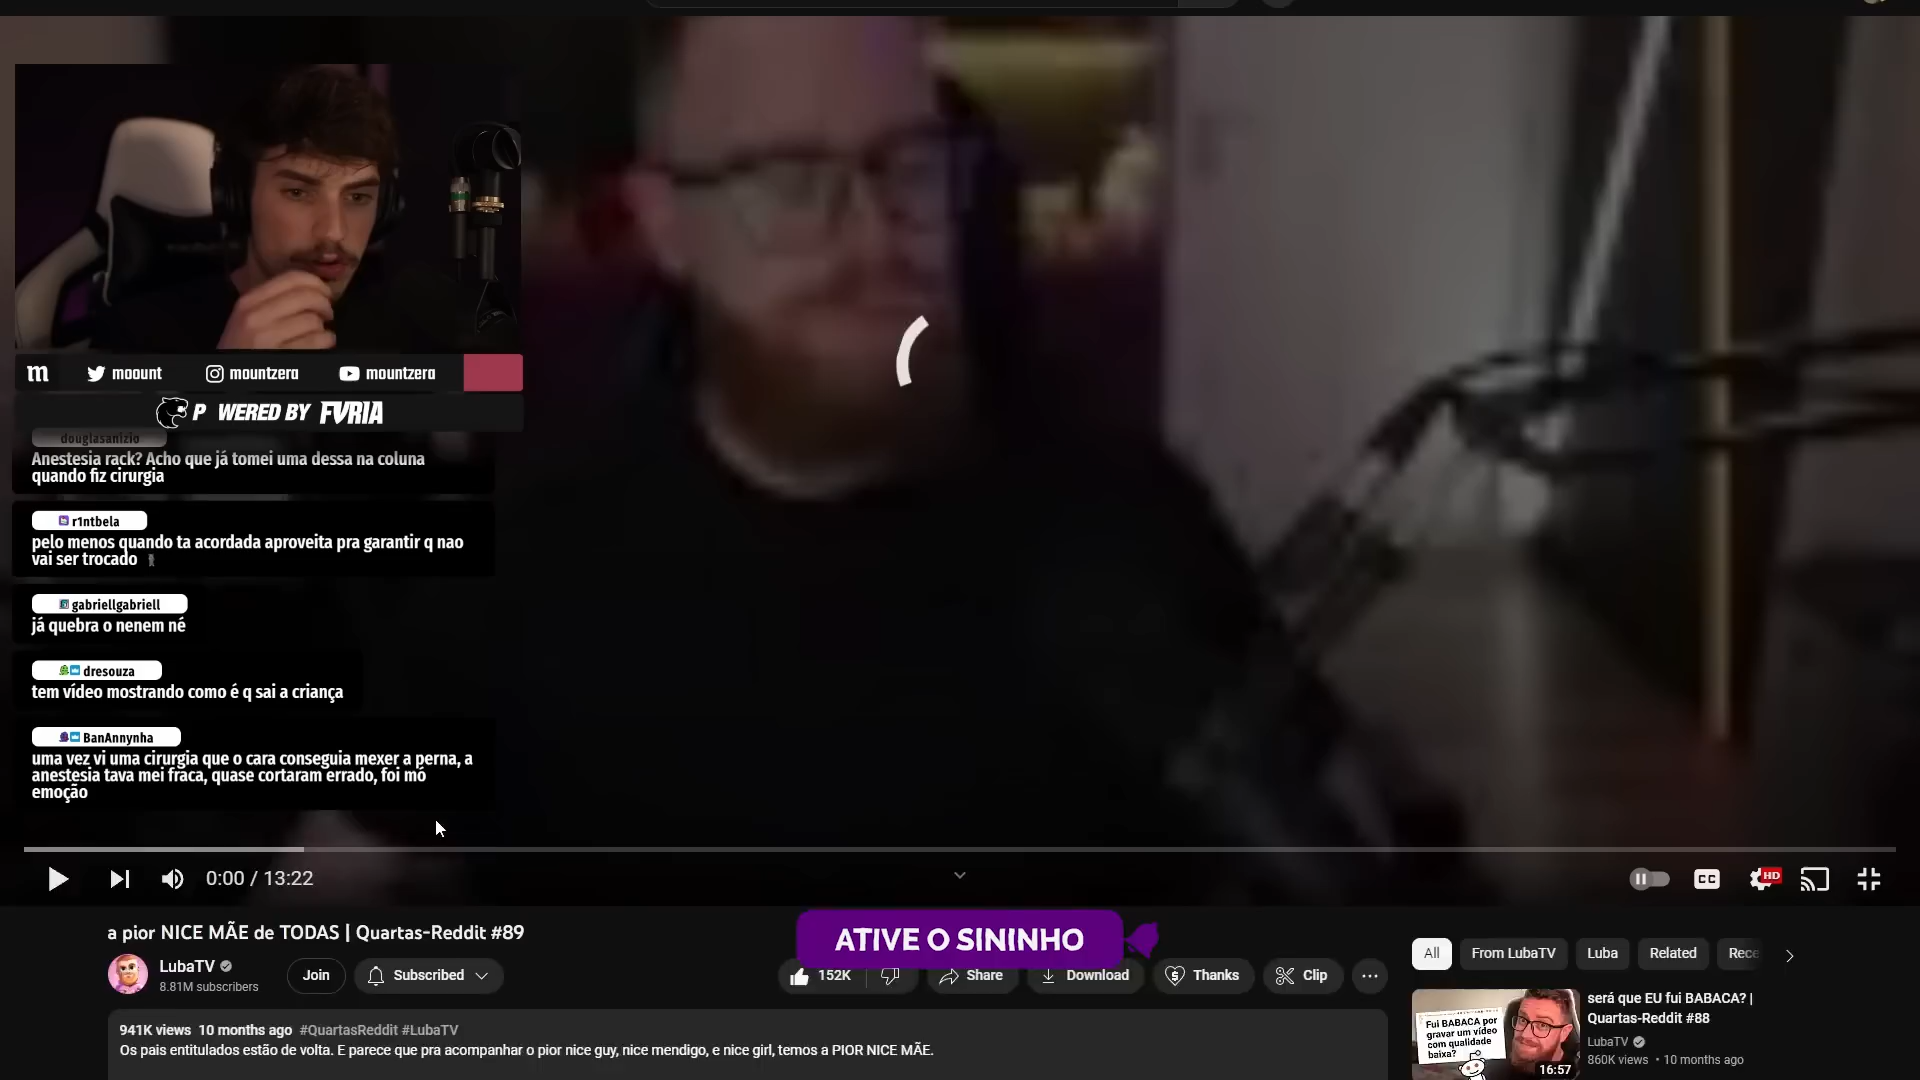 m moount mountzera mountzera
P WERED BY FURIA
douglasanizio
Anestesia rack? Acho que já tomei uma dessa na coluna
quando fiz cirurgia
r1ntbela
pelo menos quando ta acordada aproveita pra garantir q nao
vai ser trocado
gabriellgabriell
já quebra o nenem né
dresouza
tem vídeo mostrando como é q sai a criança
BanAnnynha
uma vez vi uma cirurgia que o cara conseguia mexer a perna, a
anestesia tava mei fraca, quase cortaram errado, foi mó
emoção
0:00 / 13:22
CC
HD
a pior NICE MÃE de TODAS | Quartas-Reddit #89
ATIVE O SININHO
LubaTV
8.81M subscribers
Join
Subscribed
152K
Share
Download
Thanks
Clip
941K views 10 months ago #QuartasReddit #LubaTV
Os pais entitulados estão de volta. E parece que pra acompanhar o pior nice guy, nice mendigo, e nice girl, temos a PIOR NICE MÃE.
All
From LubaTV
Luba
Related
Rece
Fui BABACA por
gravar um vídeo
com qualidade
baixa?
16:57
será que EU fui BABACA? |
Quartas-Reddit #88
LubaTV
860K views • 10 months ago